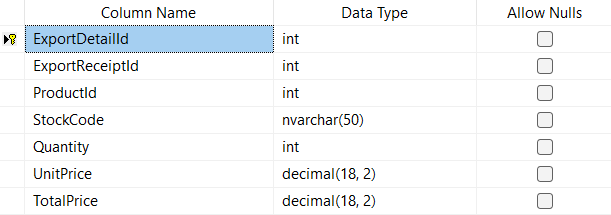 Column Name Data Type Allow Nulls
ExportDetailId int
ExportReceiptId int
ProductId int
StockCode nvarchar(50)
Quantity int
UnitPrice decimal(18, 2)
TotalPrice decimal(18, 2)